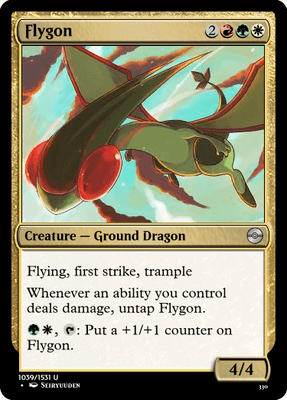 Flygon 2
Creature — Ground Dragon
Flying, first strike, trample
Whenever an ability you control
deals damage, untap Flygon.
, : Put a +1/+1 counter on
Flygon.
4/4
1039/1531 U
• Seiryuuden